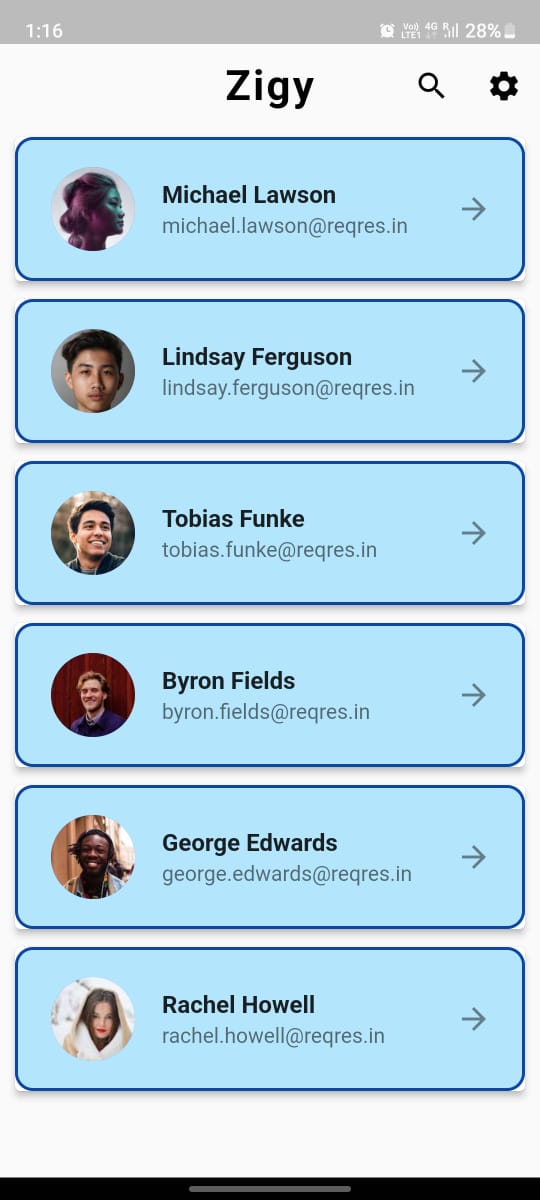 1:16
Vo)) 4G R
LTE1
28%
Zigy
Michael Lawson
michael.lawson@reqres.in
Lindsay Ferguson
lindsay.ferguson@reqres.in
Tobias Funke
tobias.funke@reqres.in
Byron Fields
byron.fields@reqres.in
George Edwards
george.edwards@reqres.in
Rachel Howell
rachel.howell@reqres.in